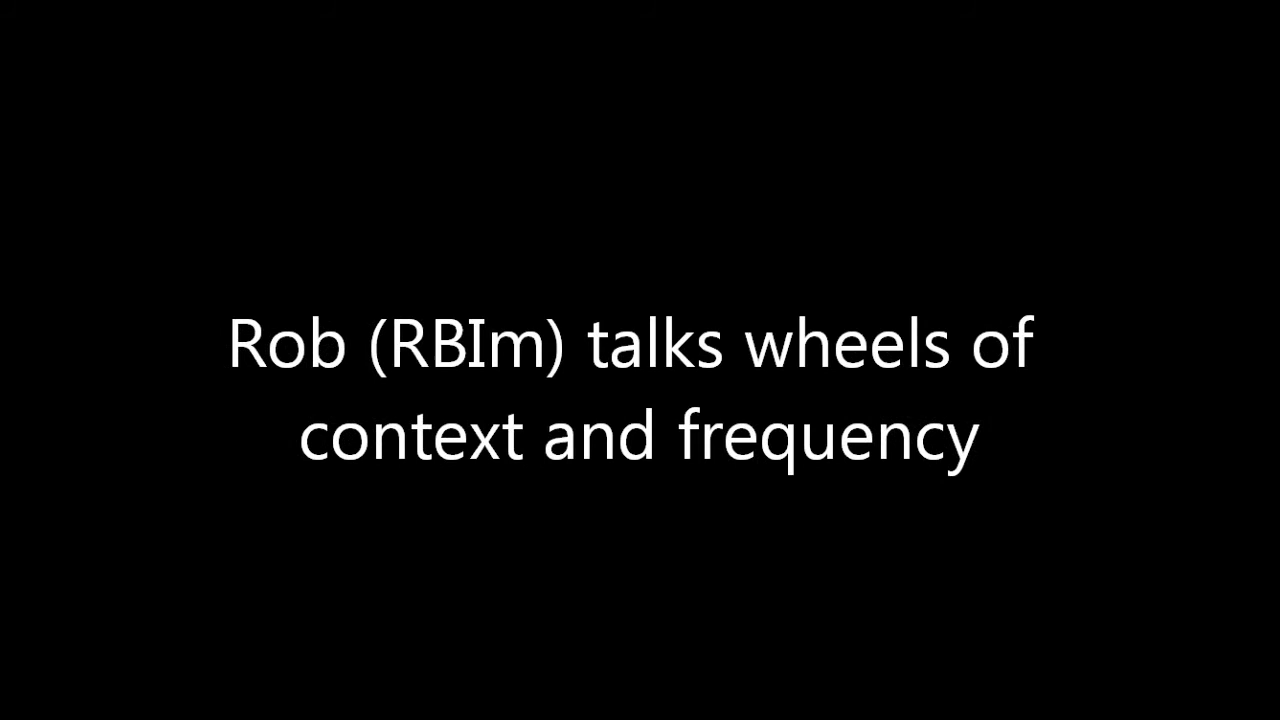 Rob (RBIm) talks wheels of
context and frequency